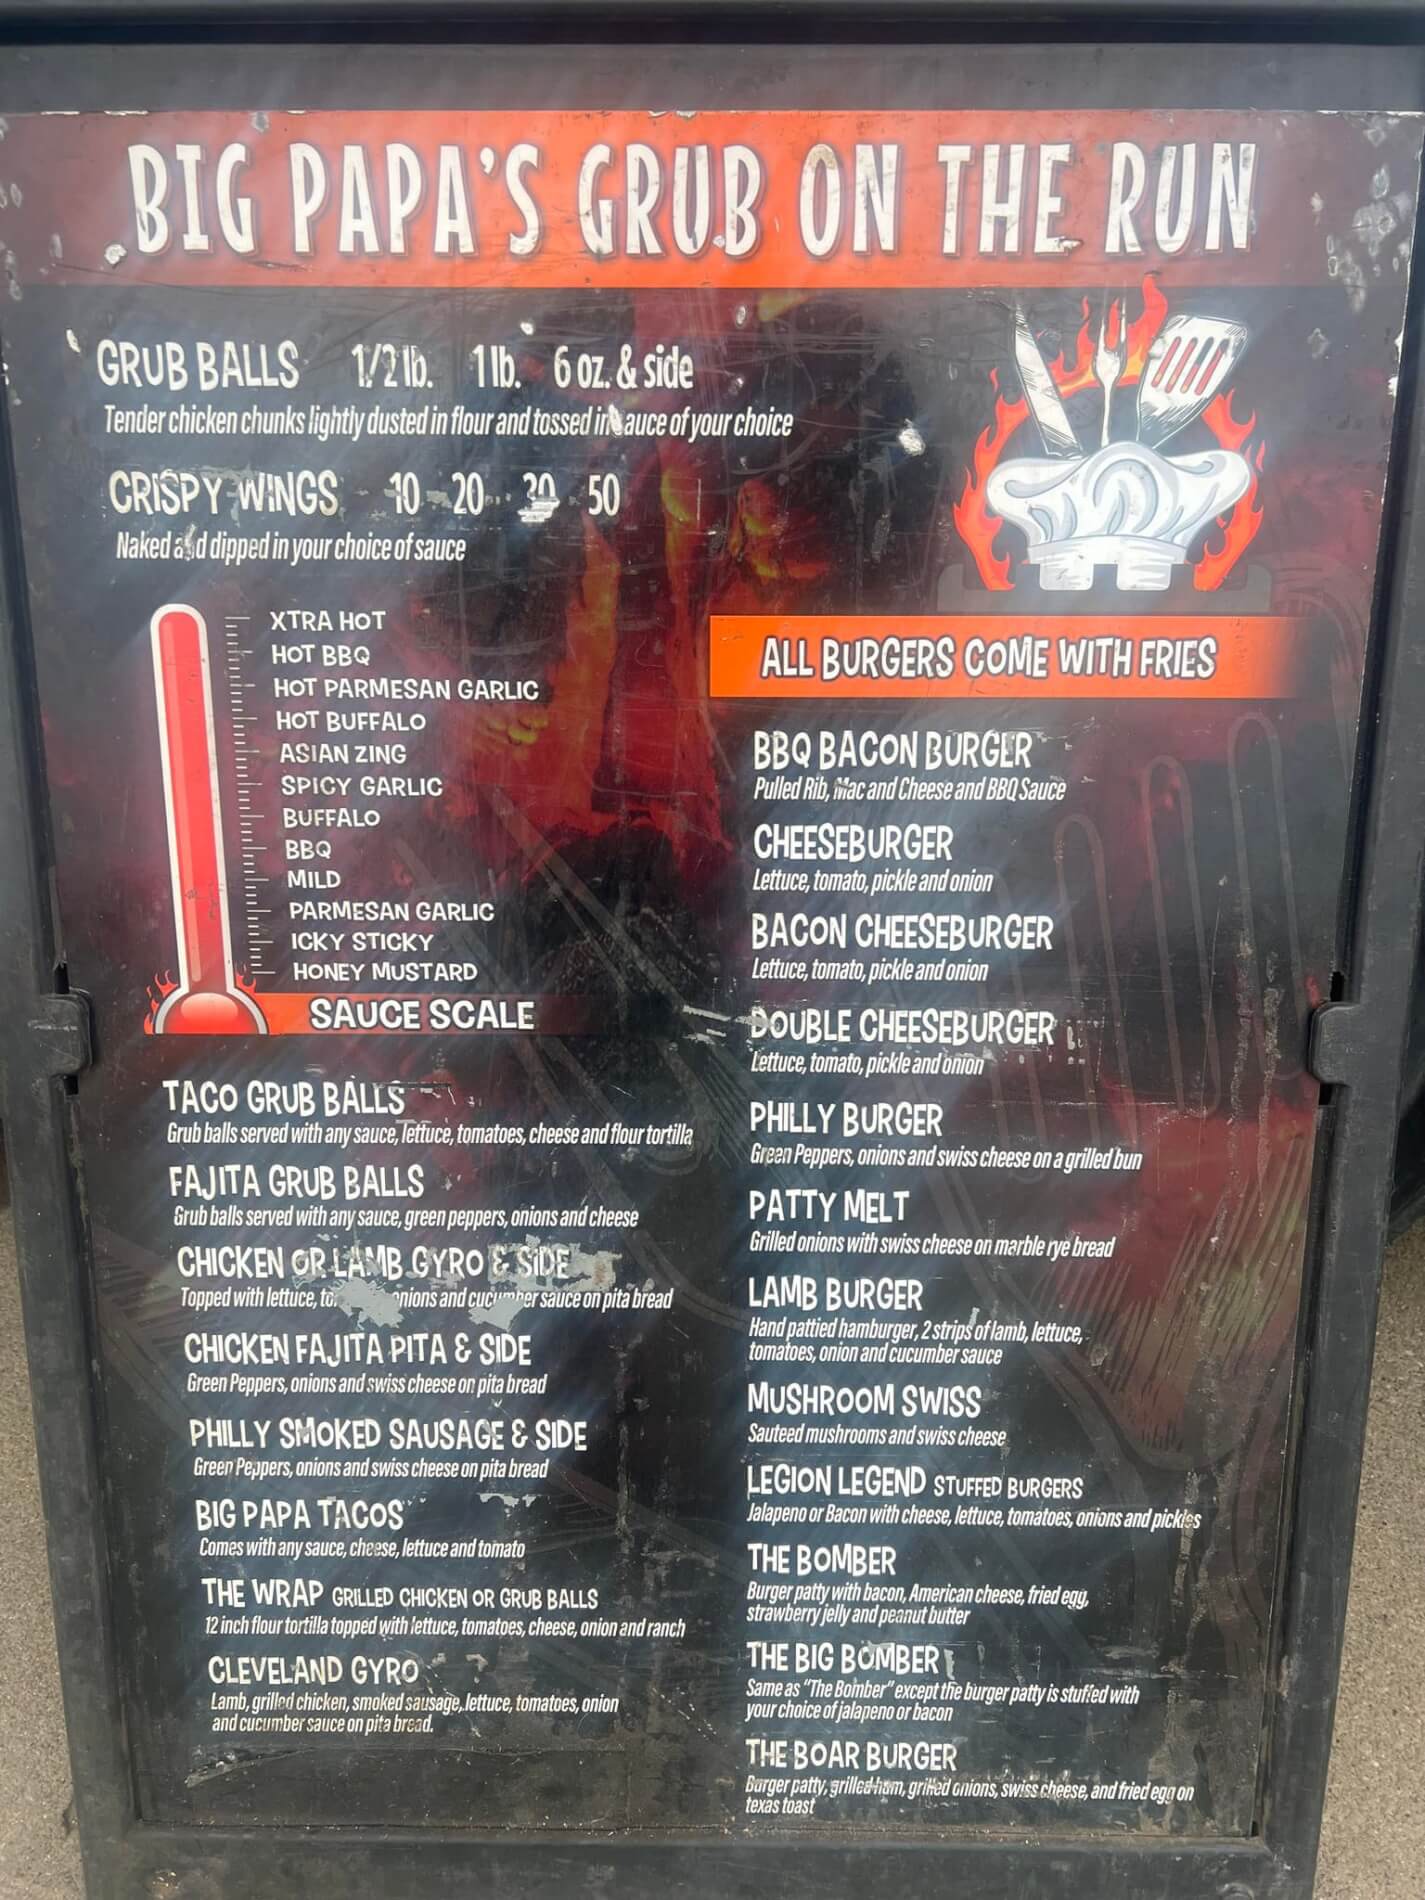 BIG PAPA'S GRUB ON THE RUN
GRUB BALLS 1/2 lb. 1 lb. 6 oz. & side
Tender chicken chunks lightly dusted in flour and tossed in sauce of your choice
CRISPY WINGS 10 20 30 50
Naked and dipped in your choice of sauce
XTRA HOT
HOT BBQ
HOT PARMESAN GARLIC
HOT BUFFALO
ASIAN ZING
SPICY GARLIC
BUFFALO
BBQ
MILD
PARMESAN GARLIC
ICKY STICKY
HONEY MUSTARD
SAUCE SCALE
TACO GRUB BALLS
Grub balls served with any sauce, lettuce, tomatoes, cheese and flour tortilla
FAJITA GRUB BALLS
Grub balls served with any sauce, green peppers, onions and cheese
CHICKEN OR LAMB GYRO & SIDE
Topped with lettuce, onions and cucumber sauce on pita bread
CHICKEN FAJITA PITA & SIDE
Green Peppers, onions and swiss cheese on pita bread
PHILLY SMOKED SAUSAGE & SIDE
Green Peppers, onions and swiss cheese on pita bread
BIG PAPA TACOS
Comes with any sauce, cheese, lettuce and tomato
THE WRAP GRILLED CHICKEN OR GRUB BALLS
12 inch flour tortilla topped with lettuce, tomatoes, cheese, onion and ranch
CLEVELAND GYRO
Lamb, grilled chicken, smoked sausage, lettuce, tomatoes, onion
and cucumber sauce on pita bread.
ALL BURGERS COME WITH FRIES
BBQ BACON BURGER
Pulled Rib, Mac and Cheese and BBQ Sauce
CHEESEBURGER
Lettuce, tomato, pickle and onion
BACON CHEESEBURGER
Lettuce, tomato, pickle and onion
DOUBLE CHEESEBURGER
Lettuce, tomato, pickle and onion
PHILLY BURGER
Green Peppers, onions and swiss cheese on a grilled bun
PATTY MELT
Grilled onions with swiss cheese on marble rye bread
LAMB BURGER
Hand pattied hamburger, 2 strips of lamb, lettuce,
tomatoes, onion and cucumber sauce
MUSHROOM SWISS
Sauteed mushrooms and swiss cheese
LEGION LEGEND STUFFED BURGERS
Jalapeno or Bacon with cheese, lettuce, tomatoes, onions and pickles
THE BOMBER
Burger patty with bacon, American cheese, fried egg,
strawberry jelly and peanut butter
THE BIG BOMBER
Same as "The Bomber" except the burger patty is stuffed with
your choice of jalapeno or bacon
THE BOAR BURGER
Burger patty, grilled ham, grilled onions, swiss cheese, and fried egg on
texas toast